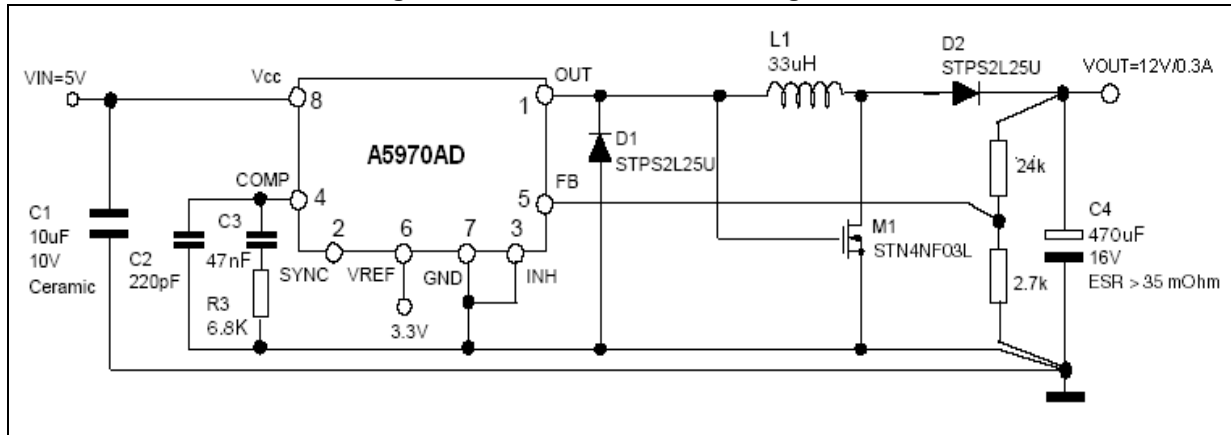 L1
33uH
D2
STPS2L25U
VOUT=12V/0.3A
VIN=5V
Vcc
OUT
8
1
A5970AD
D1
STPS2L25U
24k
COMP
FB
4
5
C1
10uF
10V
Ceramic
C2
220pF
C3
47nF
R3
6.8K
2
6
7
3
SYNC
VREF
GND
INH
3.3V
M1
STN4NF03L
2.7k
C4
470uF
16V
ESR > 35 mOhm